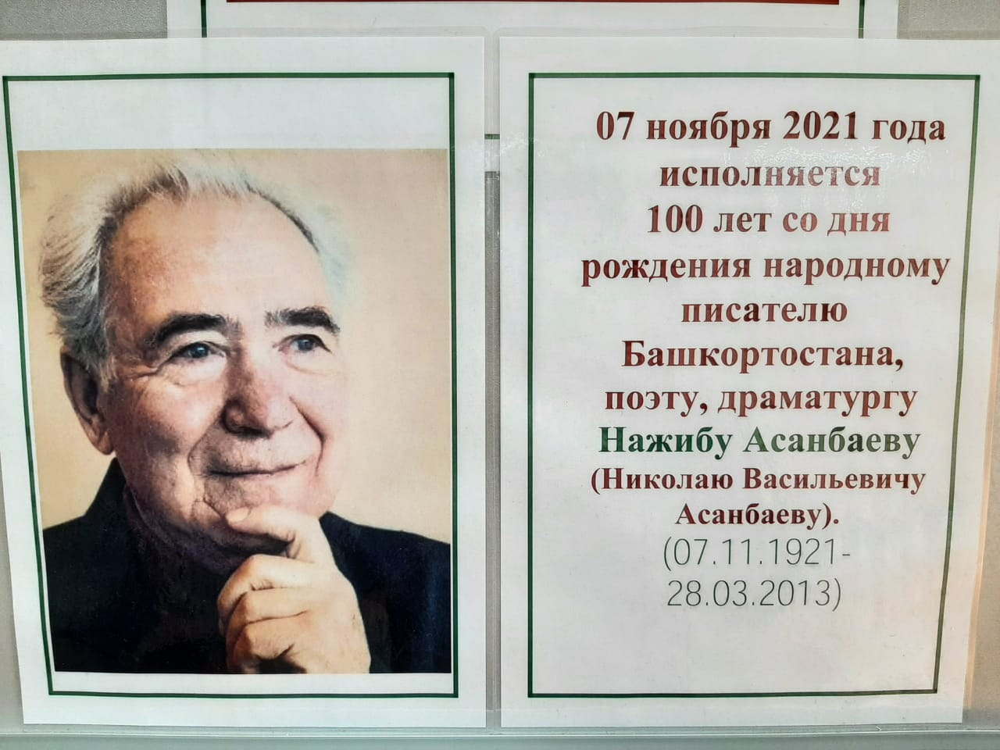 07 ноября 2021 года
исполняется
100 лет со дня
рождения народному
писателю
Башкортостана,
поэту, драматургу
Нажибу Асанбаеву
(Николаю Васильевичу
Асанбаеву).
(07.11.1921-
28.03.2013)